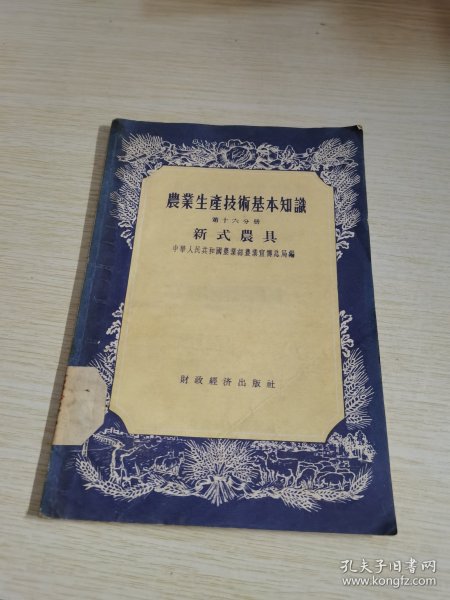 農業生產技術基本知識
第十六分册
新式農具
中華人民共和國農業部農業宣傳總局編
財政經濟出版社
孔夫子旧书网
www.kongfz.com